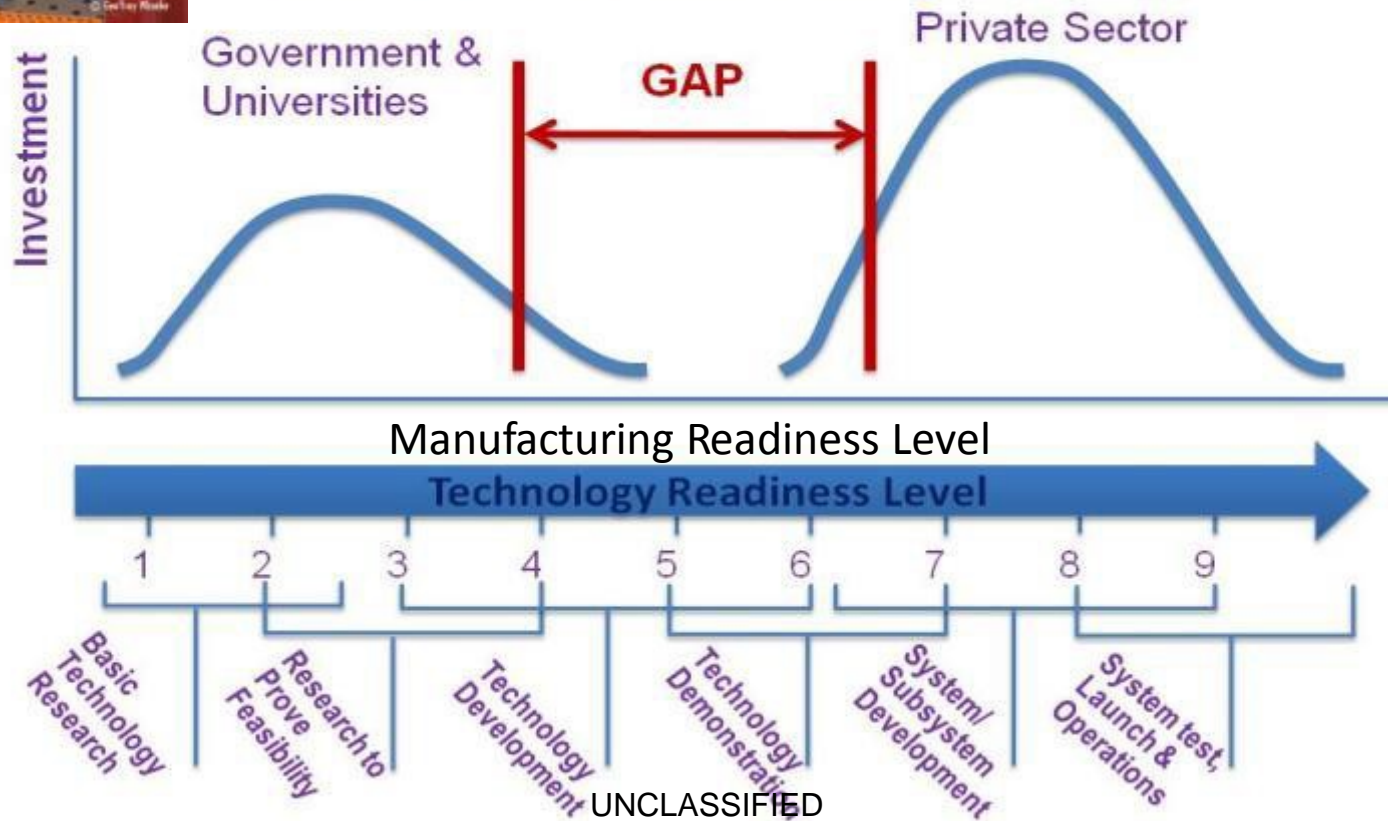 © Geoffrey Wheeler
Private Sector
Government &
Universities
GAP
Investment
Manufacturing Readiness Level
Technology Readiness Level
1 2 3 4 5 6 7 8 9
Basic
Technology
Research
Research to
Prove
Feasibility
Technology
Development
Technology
Demonstration
System/
Subsystem
Development
System test,
Launch &
Operations
UNCLASSIFIED